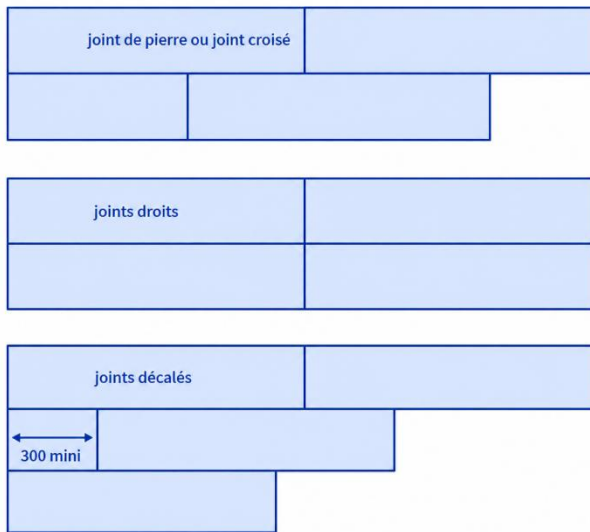 joint de pierre ou joint croisé
joints droits
joints décalés
300 mini